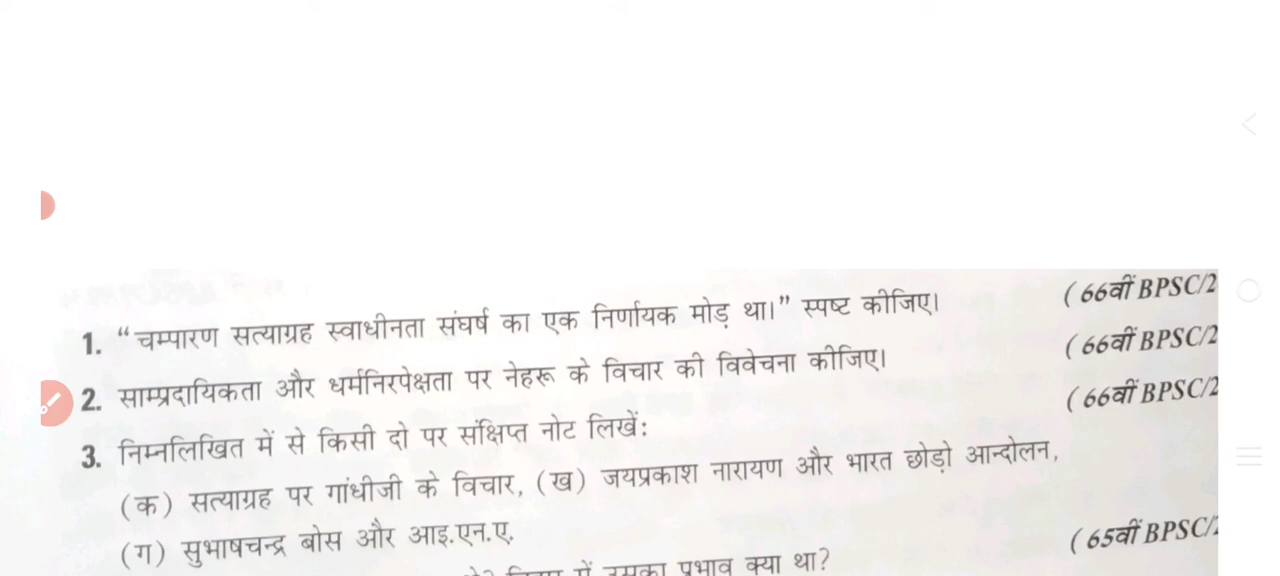 1. “चम्पारण सत्याग्रह स्वाधीनता संघर्ष का एक निर्णायक मोड़ था।” स्पष्ट कीजिए। (66वीं BPSC/2
2. साम्प्रदायिकता और धर्मनिरपेक्षता पर नेहरू के विचार की विवेचना कीजिए। (66वीं BPSC/2
3. निम्नलिखित में से किसी दो पर संक्षिप्त नोट लिखें: (66वीं BPSC/2
(क) सत्याग्रह पर गांधीजी के विचार, (ख) जयप्रकाश नारायण और भारत छोड़ो आन्दोलन,
(ग) सुभाषचन्द्र बोस और आइ.एन.ए. (65वीं BPSC/2
में उसका प्रभाव क्या था?